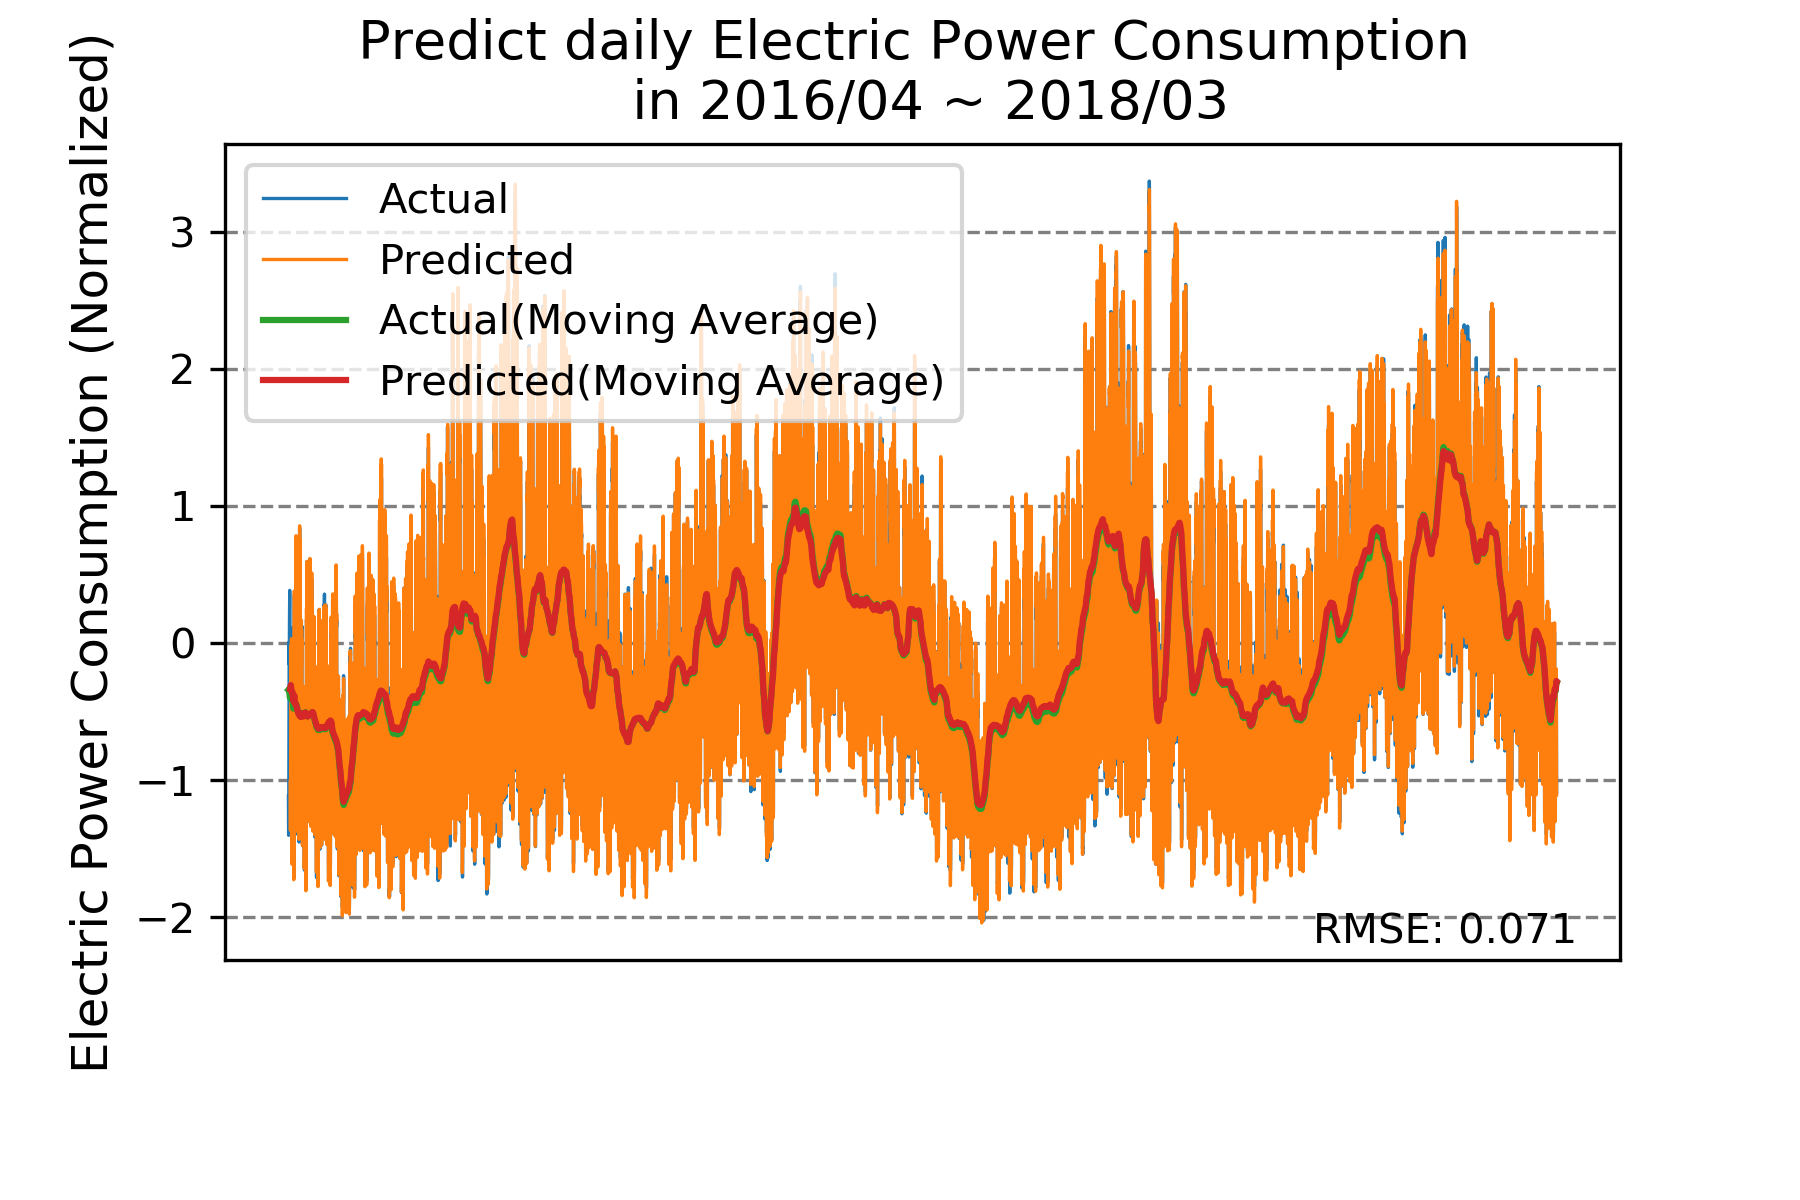 Predict daily Electric Power Consumption
in 2016/04 ~ 2018/03
Electric Power Consumption (Normalized)
Actual
Predicted
Actual(Moving Average)
Predicted(Moving Average)
3
2
1
0
−1
−2
RMSE: 0.071